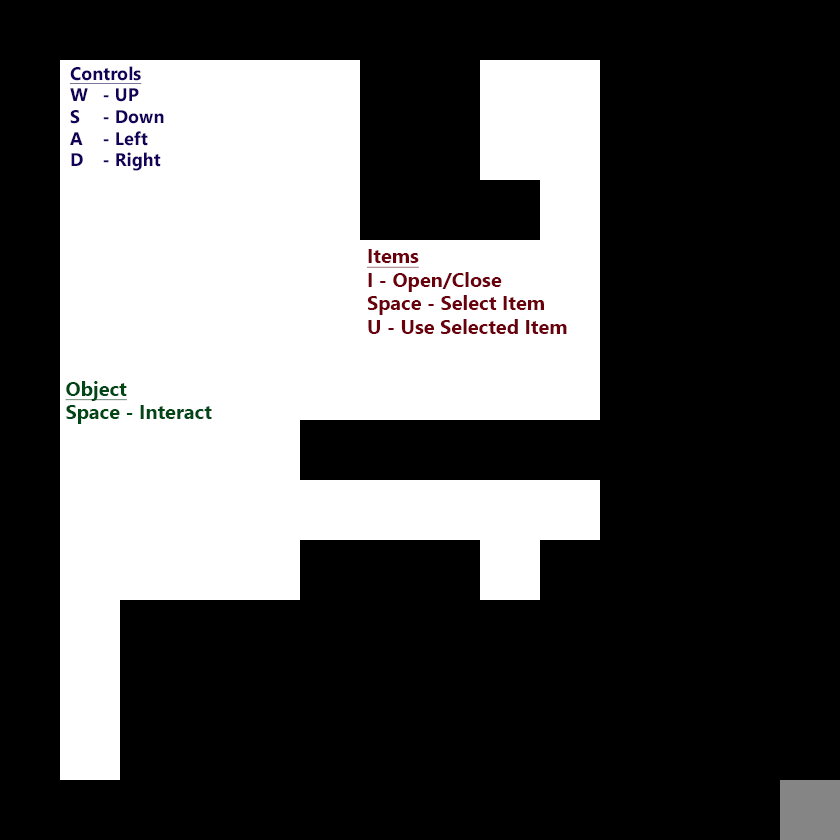 Controls
W - UP
S - Down
A - Left
D - Right
Items
I - Open/Close
Space - Select Item
U - Use Selected Item
Object
Space - Interact